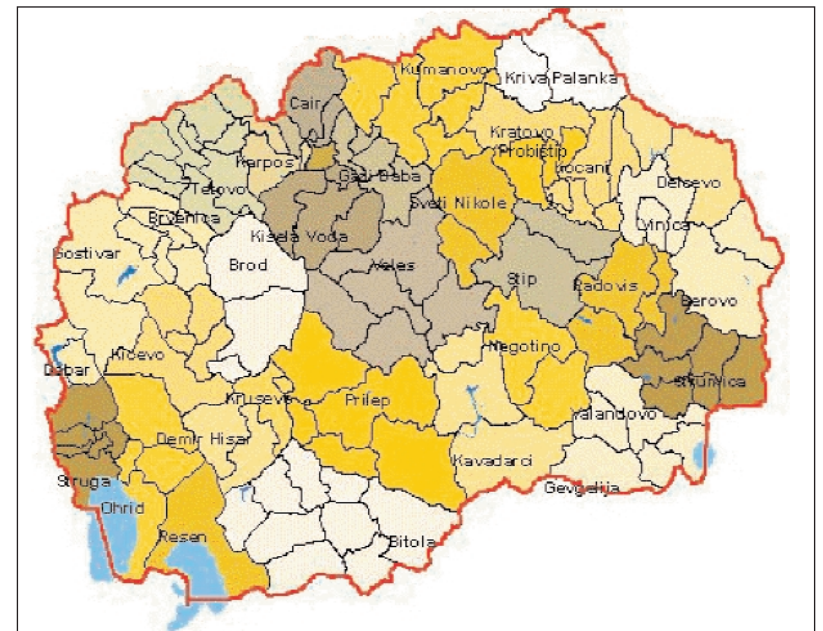 Kumanovo
Kriva Palanka
Cair
Kratovo
Probistip
Karpos
Kocani
Gazi Baba
Delcevo
Tetovo
Sveti Nikole
Brvenica
Vinica
Kisela Voda
Gostivar
Brod
Veles
Stip
Radovis
Berovo
Negotino
Kicevo
Debar
Strumica
Krusevo
Prilep
Valandovo
Demir Hisar
Kavadarci
Struga
Gevgelija
Ohrid
Resen
Bitola